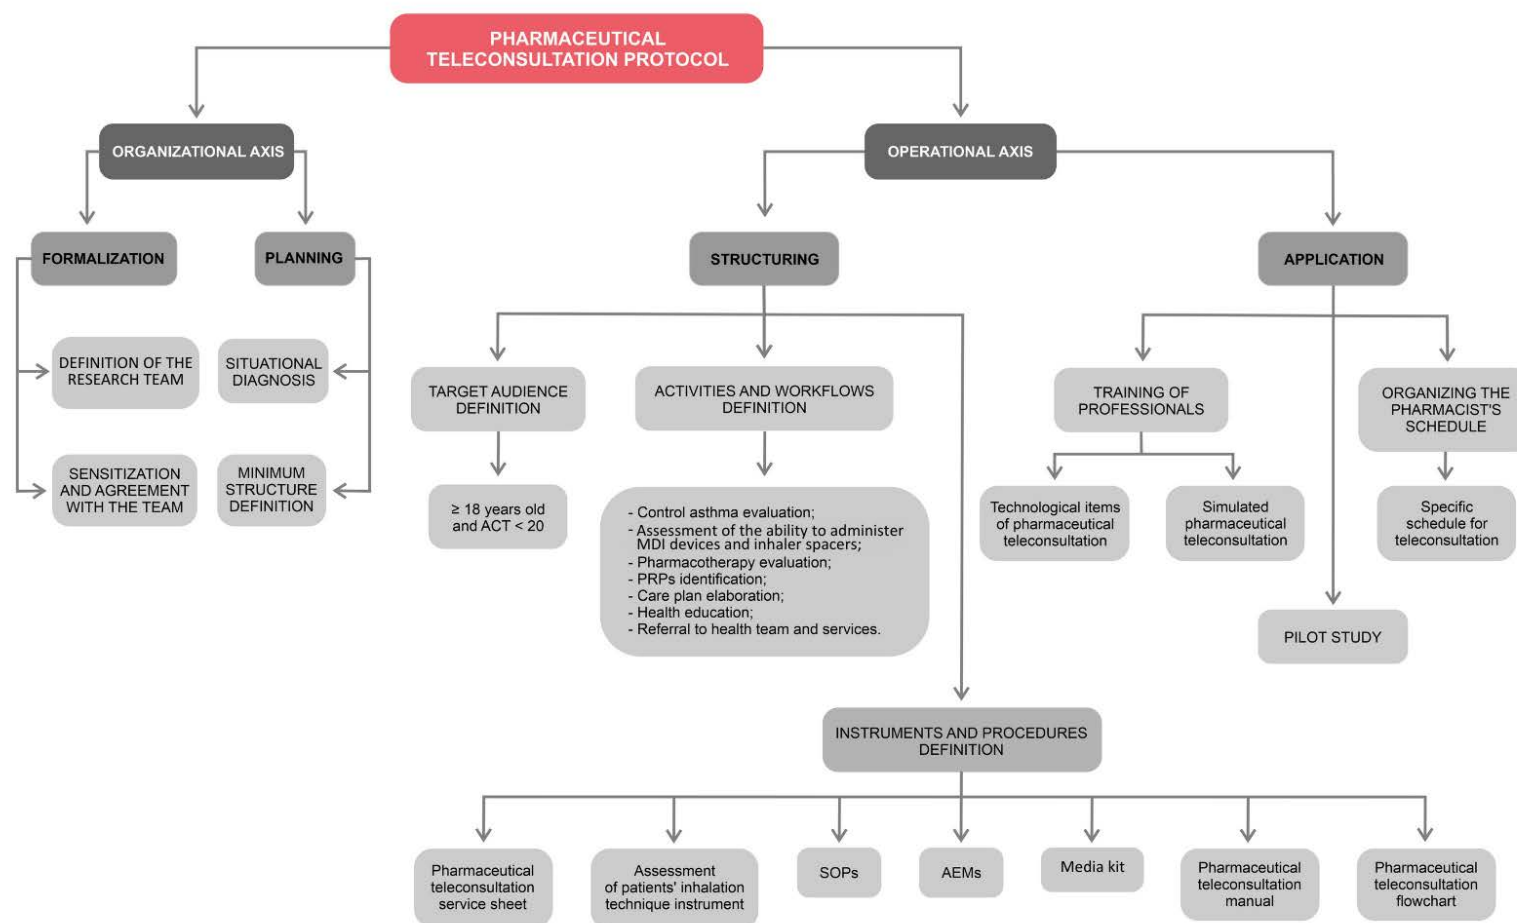 PHARMACEUTICAL
TELECONSULTATION PROTOCOL
ORGANIZATIONAL AXIS
OPERATIONAL AXIS
FORMALIZATION
PLANNING
STRUCTURING
APPLICATION
DEFINITION OF THE
RESEARCH TEAM
SITUATIONAL
DIAGNOSIS
SENSITIZATION
AND AGREEMENT
WITH THE TEAM
MINIMUM
STRUCTURE
DEFINITION
TARGET AUDIENCE
DEFINITION
ACTIVITIES AND WORKFLOWS
DEFINITION
TRAINING OF
PROFESSIONALS
ORGANIZING THE
PHARMACIST'S
SCHEDULE
≥ 18 years old
and ACT < 20
- Control asthma evaluation;
- Assessment of the ability to administer
MDI devices and inhaler spacers;
- Pharmacotherapy evaluation;
- PRPs identification;
- Care plan elaboration;
- Health education;
- Referral to health team and services.
Technological items
of pharmaceutical
teleconsultation
Simulated
pharmaceutical
teleconsultation
Specific
schedule for
teleconsultation
PILOT STUDY
INSTRUMENTS AND PROCEDURES
DEFINITION
Pharmaceutical
teleconsultation
service sheet
Assessment
of patients' inhalation
technique instrument
SOPs
AEMs
Media kit
Pharmaceutical
teleconsultation
manual
Pharmaceutical
teleconsultation
flowchart